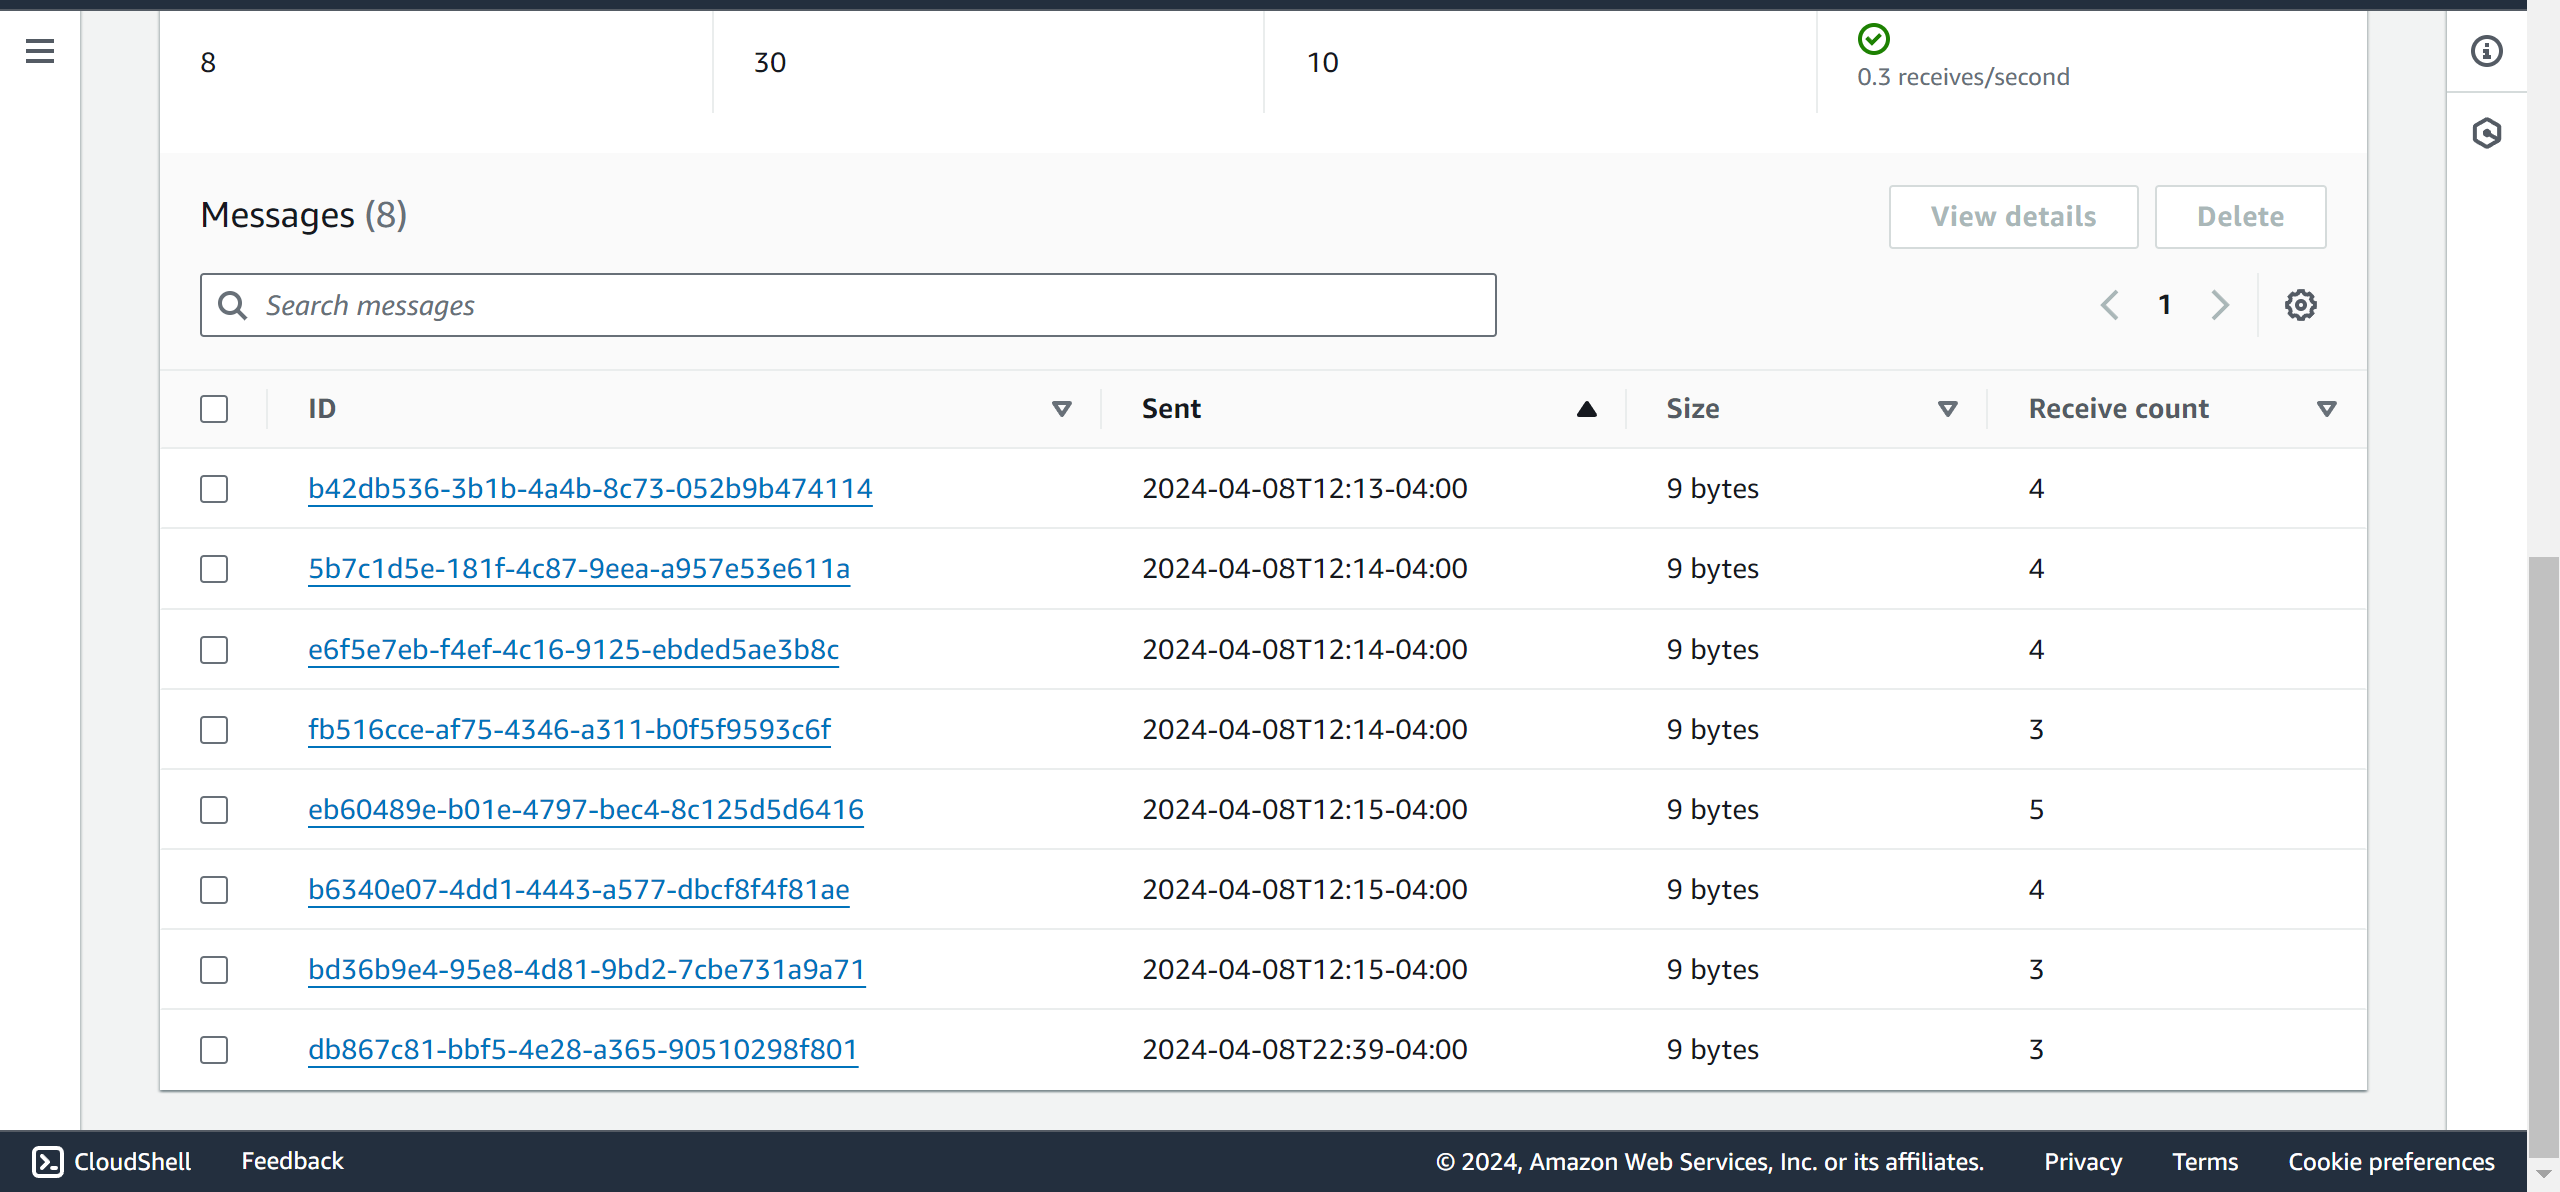 8 30 10
0.3 receives/second
Messages (8) View details Delete
Search messages 1
ID Sent Size Receive count
b42db536-3b1b-4a4b-8c73-052b9b474114 2024-04-08T12:13-04:00 9 bytes 4
5b7c1d5e-181f-4c87-9eea-a957e53e611a 2024-04-08T12:14-04:00 9 bytes 4
e6f5e7eb-f4ef-4c16-9125-ebded5ae3b8c 2024-04-08T12:14-04:00 9 bytes 4
fb516cce-af75-4346-a311-b0f5f9593c6f 2024-04-08T12:14-04:00 9 bytes 3
eb60489e-b01e-4797-bec4-8c125d5d6416 2024-04-08T12:15-04:00 9 bytes 5
b6340e07-4dd1-4443-a577-dbcf8f4f81ae 2024-04-08T12:15-04:00 9 bytes 4
bd36b9e4-95e8-4d81-9bd2-7cbe731a9a71 2024-04-08T12:15-04:00 9 bytes 3
db867c81-bbf5-4e28-a365-90510298f801 2024-04-08T22:39-04:00 9 bytes 3
CloudShell Feedback © 2024, Amazon Web Services, Inc. or its affiliates. Privacy Terms Cookie preferences